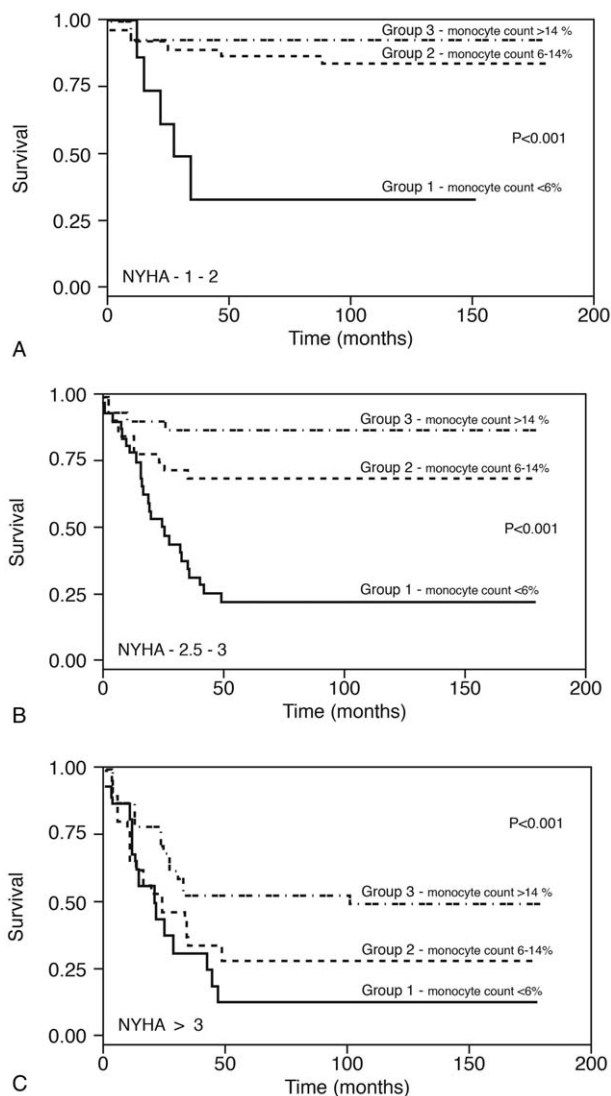 1.00
Group 3 - monocyte count >14 %
Group 2 - monocyte count 6-14%
0.75
Survival
P<0.001
0.50
Group 1 - monocyte count <6%
0.25
0.00
NYHA - 1 - 2
0 50 100 150 200
Time (months)
A
1.00
Group 3 - monocyte count >14 %
0.75
Group 2 - monocyte count 6-14%
Survival
P<0.001
0.50
Group 1 - monocyte count <6%
0.25
0.00
NYHA - 2.5 - 3
0 50 100 150 200
Time (months)
B
1.00
P<0.001
0.75
Survival
Group 3 - monocyte count >14 %
0.50
Group 2 - monocyte count 6-14%
0.25
Group 1 - monocyte count <6%
0.00
NYHA > 3
0 50 100 150 200
Time (months)
C